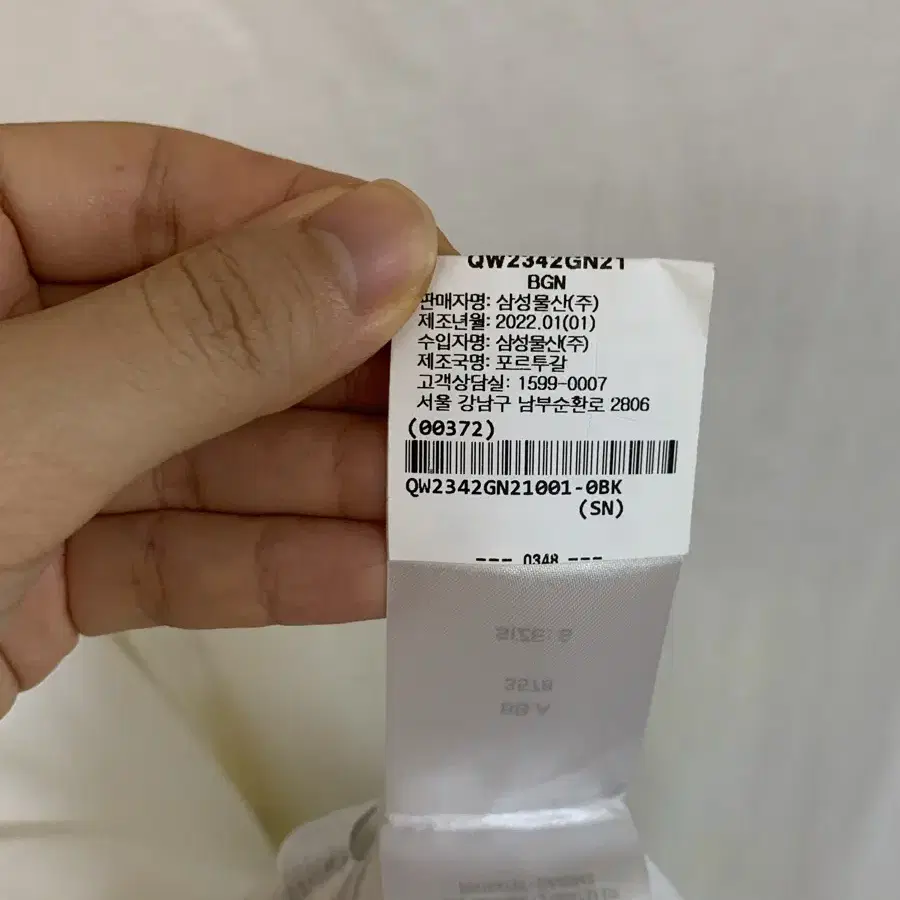 QW2342GN21
BGN
판매자명: 삼성물산(주)
제조년월: 2022.01(01)
수입자명: 삼성물산(주)
제조국명: 포르투갈
고객상담실: 1599-0007
서울 강남구 남부순환로 2806
(00372)
QW2342GN21001-0BK
(SN)
--- 0348 ---
SIZE: S